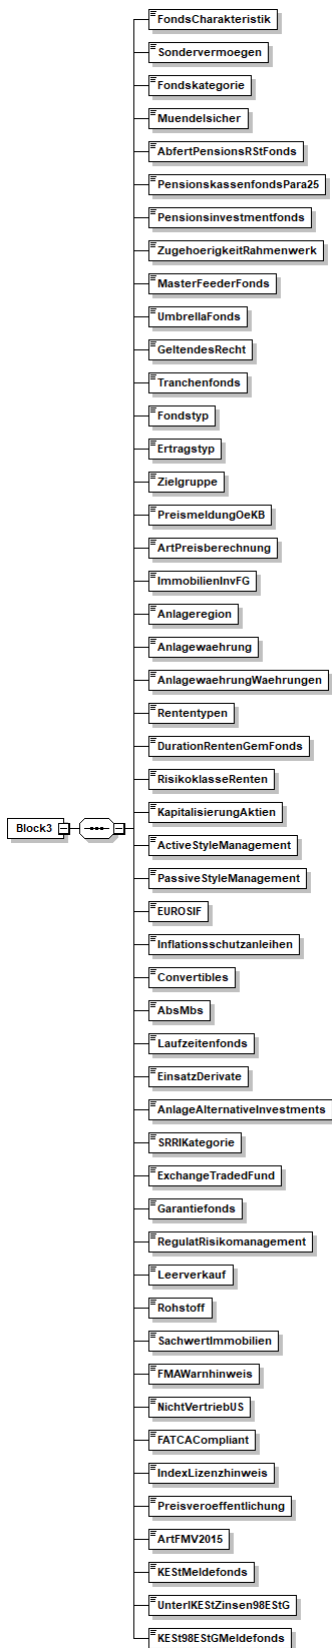 FondsCharakteristik
Sondervermoegen
Fondskategorie
Muendelsicher
AbfertPensionsRStFonds
PensionskassenfondsPara25
Pensionsinvestmentfonds
ZugehoerigkeitRahmenwerk
MasterFeederFonds
UmbrellaFonds
GeltendesRecht
Tranchenfonds
Fondstyp
Ertragstyp
Zielgruppe
PreismeldungOeKB
ArtPreisberechnung
ImmobilienInvFG
Anlageregion
Anlagewaehrung
AnlagewaehrungWaehrungen
Rententypen
DurationRentenGemFonds
RisikoklasseRenten
KapitalisierungAktien
Block3
ActiveStyleManagement
PassiveStyleManagement
EUROSIF
Inflationsschutzanleihen
Convertibles
AbsMbs
Laufzeitenfonds
EinsatzDerivate
AnlageAlternativeInvestments
SRRIKategorie
ExchangeTradedFund
Garantiefonds
RegulatRisikomanagement
Leerverkauf
Rohstoff
SachwertImmobilien
FMAWarnhinweis
NichtVertriebUS
FATCACompliant
IndexLizenzhinweis
Preisveroeffentlichung
ArtFMV2015
KEStMeldefonds
UnterlKEStZinsen98EStG
KESt98EStGMeldefonds